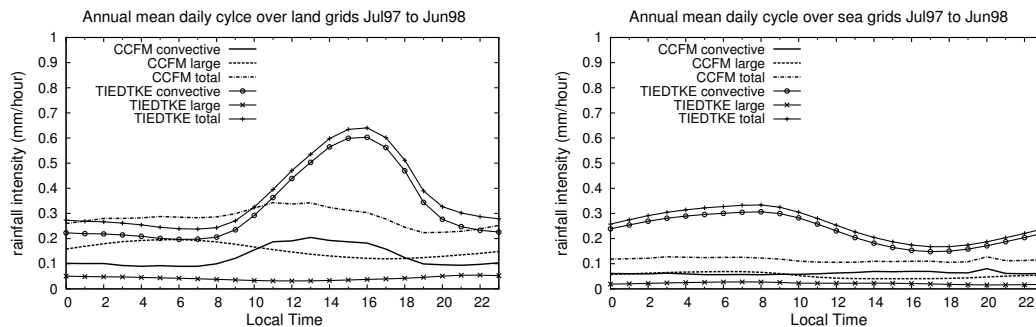 Annual mean daily cylce over land grids Jul97 to Jun98
rainfall intensity (mm/hour)
1
0.9
0.8
0.7
0.6
0.5
0.4
0.3
0.2
0.1
0
CCFM convective
CCFM large
CCFM total
TIEDTKE convective
TIEDTKE large
TIEDTKE total
0 2 4 6 8 10 12 14 16 18 20 22
Local Time
Annual mean daily cycle over sea grids Jul97 to Jun98
rainfall intensity (mm/hour)
1
0.9
0.8
0.7
0.6
0.5
0.4
0.3
0.2
0.1
0
CCFM convective
CCFM large
CCFM total
TIEDTKE convective
TIEDTKE large
TIEDTKE total
0 2 4 6 8 10 12 14 16 18 20 22
Local Time